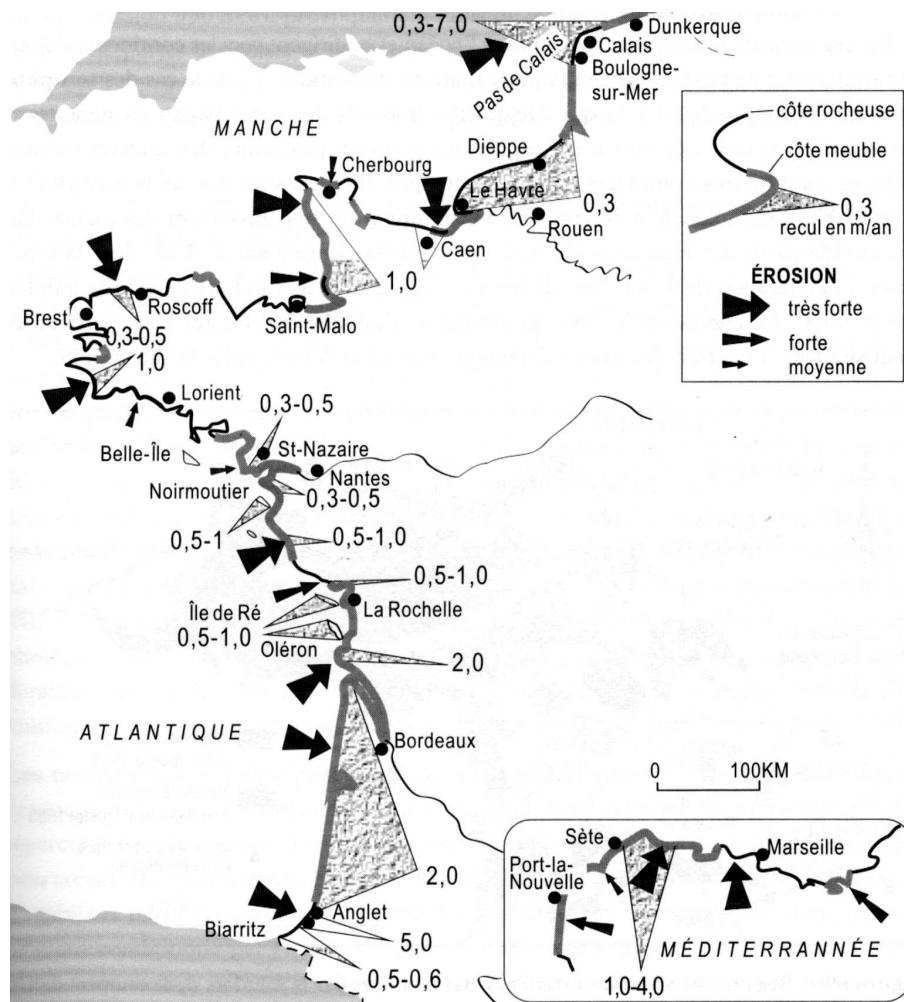 0,3-7,0
Dunkerque
Pas de Calais
Calais
Boulogne-
sur-Mer
MANCHE
Cherbourg
Dieppe
Le Havre
0,3
Rouen
Caen
1,0
côte rocheuse
côte meuble
0,3
recul en m/an
ÉROSION
très forte
forte
moyenne
Brest
Roscoff
Saint-Malo
0,3-0,5
1,0
Lorient
0,3-0,5
Belle-Île
St-Nazaire
Nantes
Noirmoutier
0,3-0,5
0,5-1
0,5-1,0
0,5-1,0
Île de Ré
La Rochelle
0,5-1,0
Oléron
2,0
ATLANTIQUE
Bordeaux
0 100KM
2,0
Anglet
Biarritz
5,0
0,5-0,6
Sète
Marseille
Port-la-
Nouvelle
MÉDITERRANNÉE
1,0-4,0